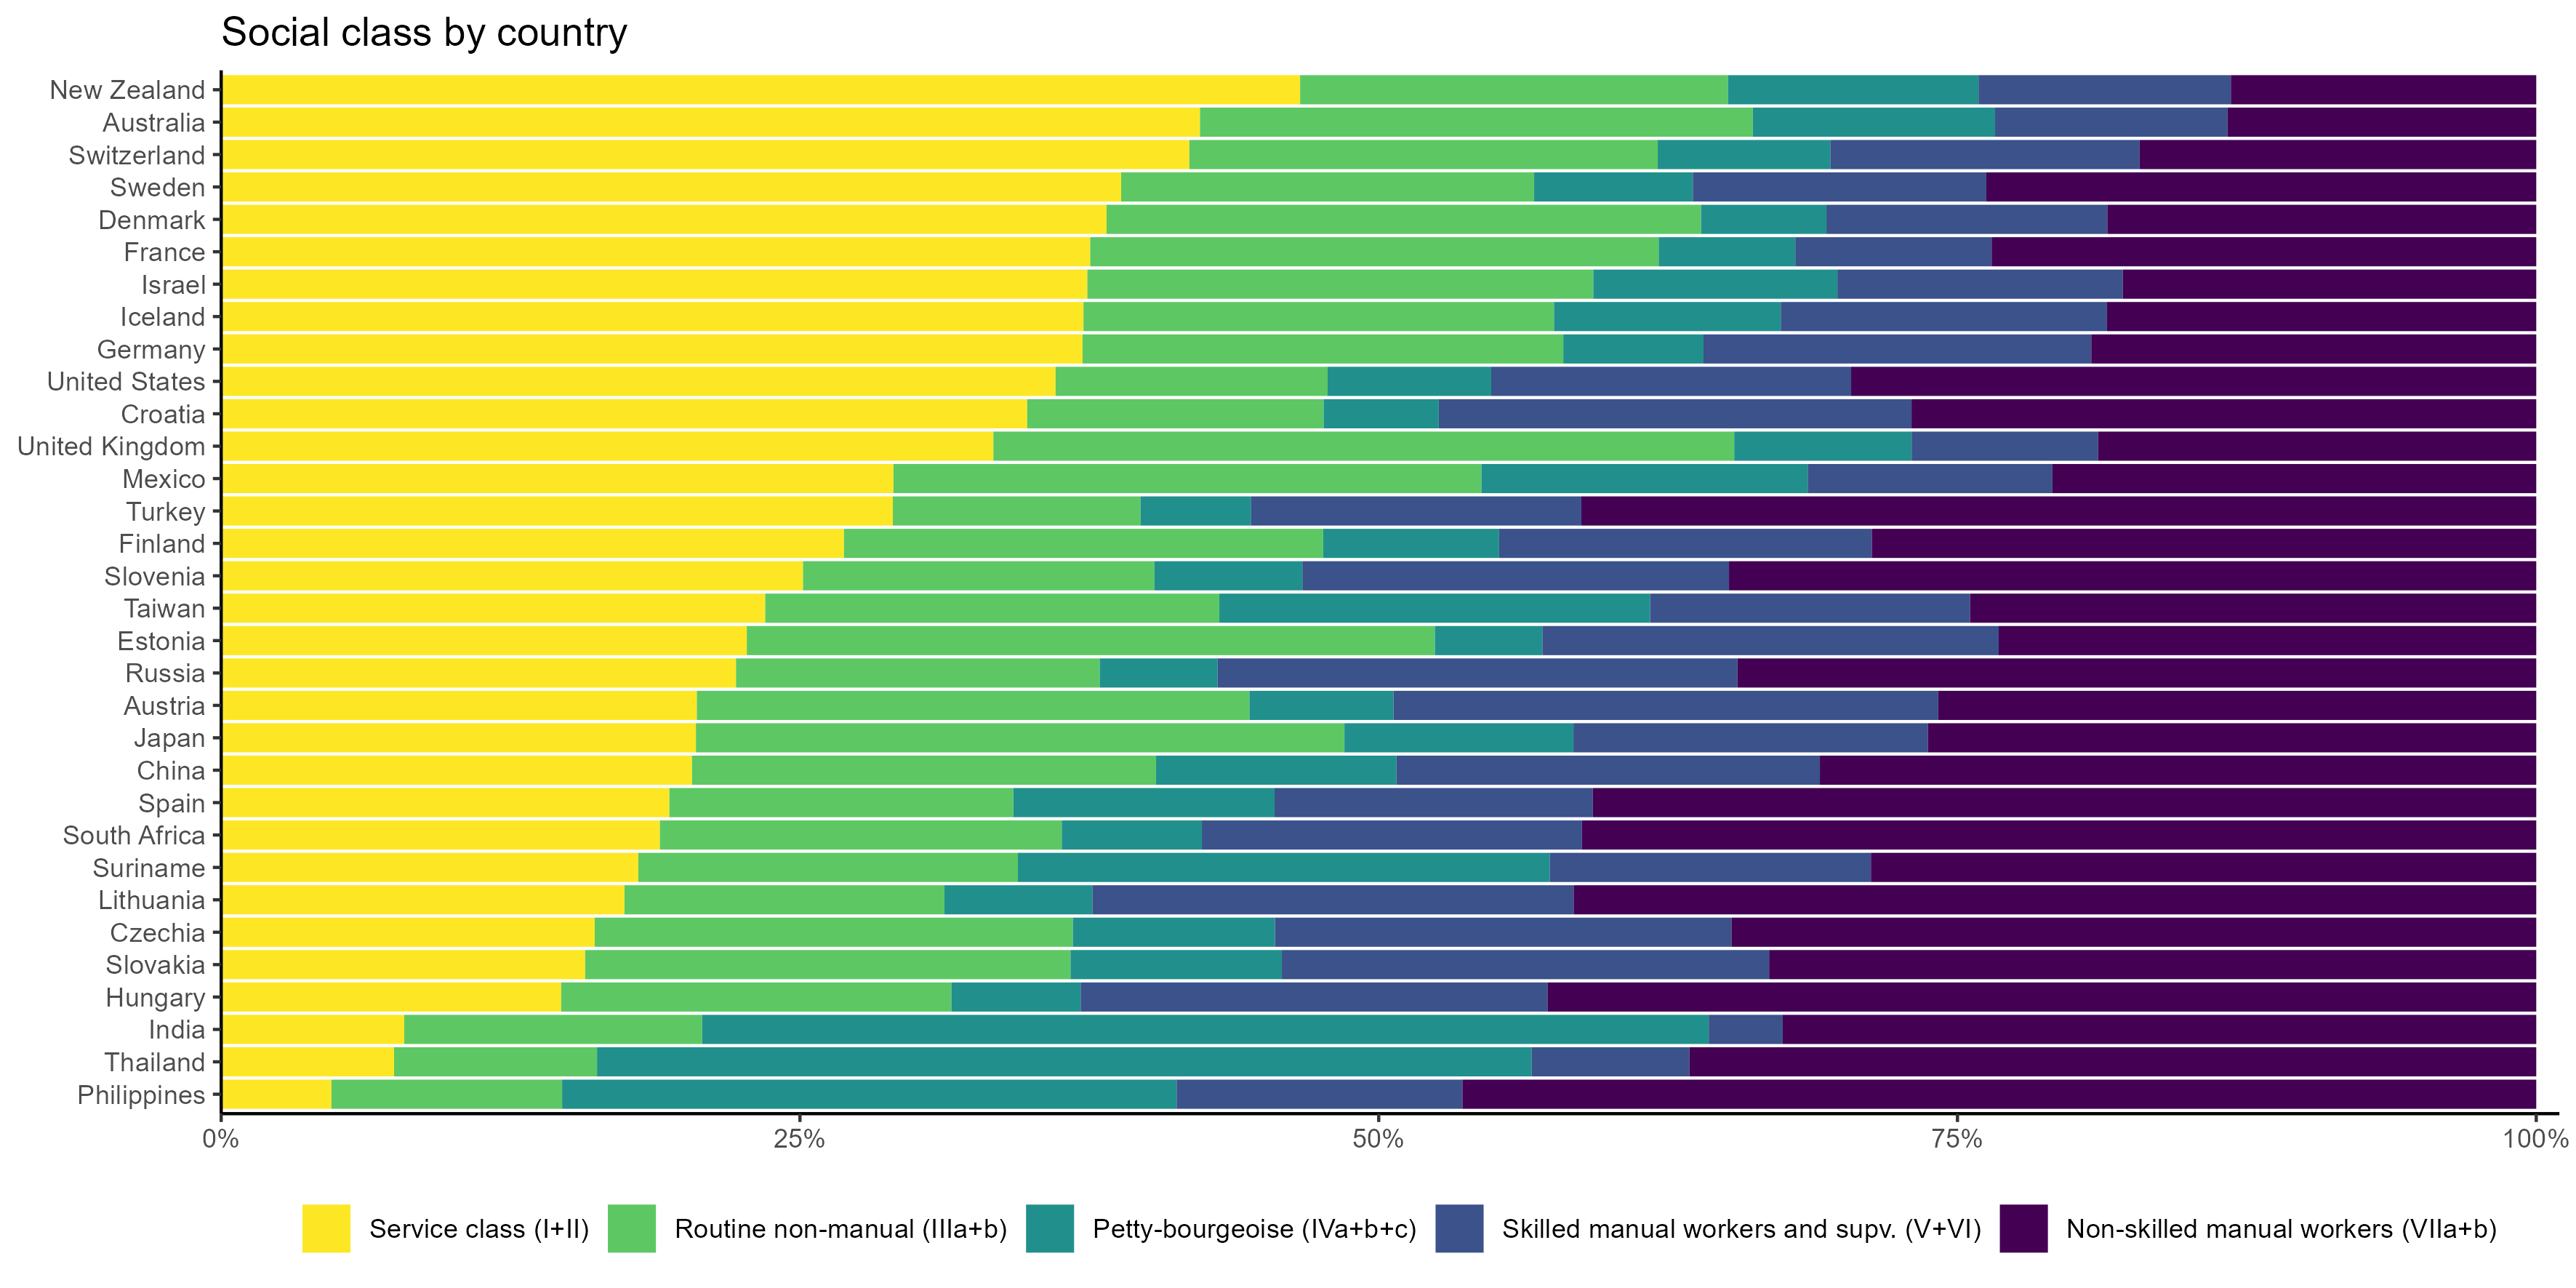 Social class by country
New Zealand
Australia
Switzerland
Sweden
Denmark
France
Israel
Iceland
Germany
United States
Croatia
United Kingdom
Mexico
Turkey
Finland
Slovenia
Taiwan
Estonia
Russia
Austria
Japan
China
Spain
South Africa
Suriname
Lithuania
Czechia
Slovakia
Hungary
India
Thailand
Philippines
0% 25% 50% 75% 100%
Service class (I+II) Routine non-manual (IIIa+b) Petty-bourgeoise (IVa+b+c) Skilled manual workers and supv. (V+VI) Non-skilled manual workers (VIIa+b)